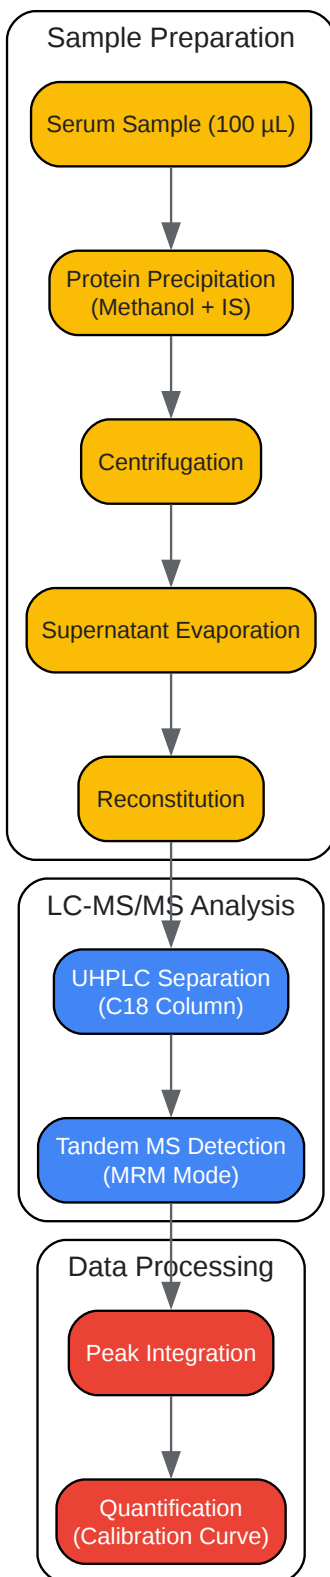 Sample Preparation
Serum Sample (100 µL)
Protein Precipitation
(Methanol + IS)
Centrifugation
Supernatant Evaporation
Reconstitution
LC-MS/MS Analysis
UHPLC Separation
(C18 Column)
Tandem MS Detection
(MRM Mode)
Data Processing
Peak Integration
Quantification
(Calibration Curve)